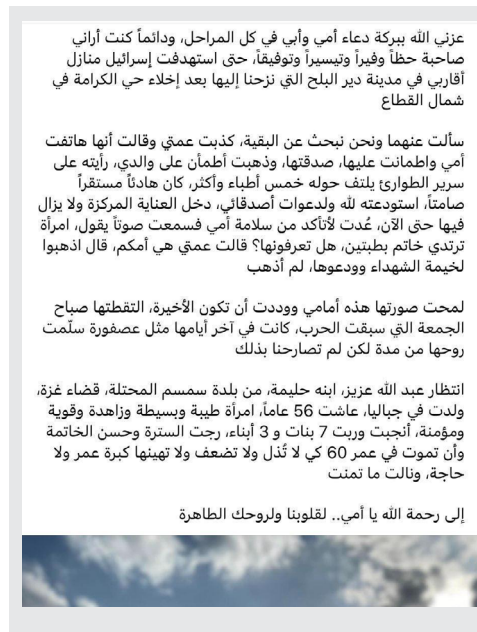 عزني الله ببركة دعاء أمي وأبي في كل المراحل، ودائماً كنت أراني
صاحبة حظاً وفيراً وتيسيراً وتوفيقاً، حتى استهدفت إسرائيل منازل
أقاربي في مدينة دير البلح التي نزحنا إليها بعد إخلاء حي الكرامة في
شمال القطاع
سألت عنهما ونحن نبحث عن البقية، كذبت عمتي وقالت أنها هاتفت
أمي واطمانت عليها، صدقتها، وذهبت أطمأن على والدي، رأيته على
سرير الطوارئ يلتف حوله خمس أطباء وأكثر، كان هادئاً مستقراً
صامتاً، استودعته لله ولدعوات أصدقائي، دخل العناية المركزة ولا يزال
فيها حتى الآن، عُدت لأتأكد من سلامة أمي فسمعت صوتاً يقول، امرأة
ترتدي خاتم بطبتين، هل تعرفونها؟ قالت عمتي هي أمكم، قال اذهبوا
لخيمة الشهداء وودعوها، لم أذهب
لمحت صورتها هذه أمامي ووددت أن تكون الأخيرة، التقطتها صباح
الجمعة التي سبقت الحرب، كانت في آخر أيامها مثل عصفورة سلّمت
روحها من مدة لكن لم تصارحنا بذلك
انتظار عبد الله عزيز، ابنه حليمة، من بلدة سمسم المحتلة، قضاء غزة،
ولدت في جباليا، عاشت 56 عاماً، امرأة طيبة وبسيطة وزاهدة وقوية
ومؤمنة، أنجبت وربت 7 بنات و 3 أبناء، رجت السترة وحسن الخاتمة
وأن تموت في عمر 60 كي لا تُذل ولا تضعف ولا تهينها كبرة عمر ولا
حاجة، ونالت ما تمنت
إلى رحمة الله يا أمي.. لقلوبنا ولروحك الطاهرة